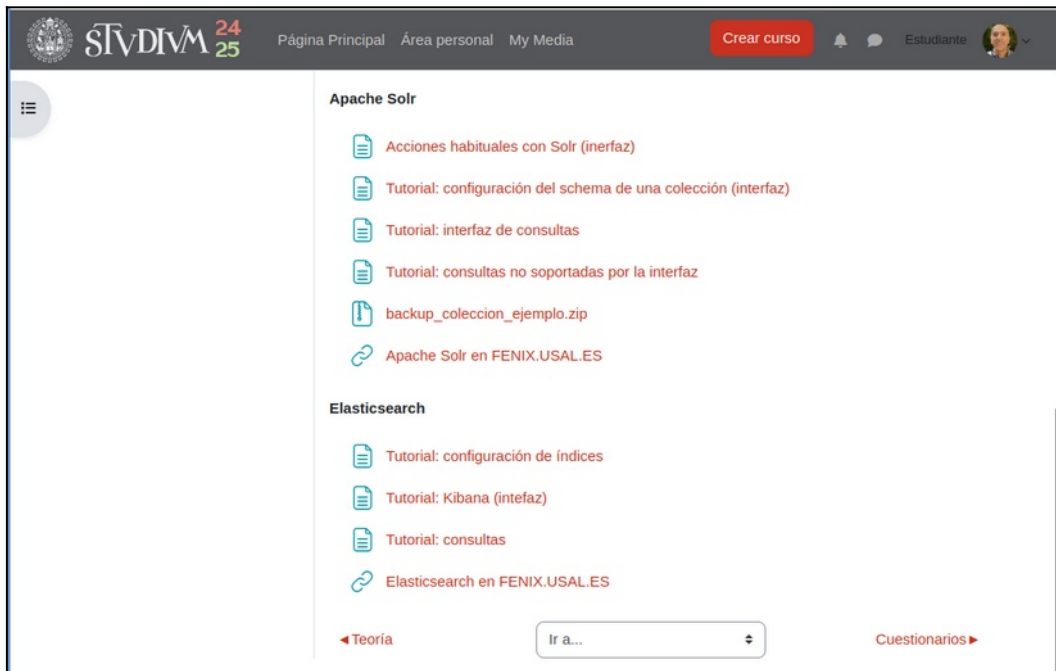 STVDIVM 24 25
Página Principal Área personal My Media Crear curso Estudiante
Apache Solr
Acciones habituales con Solr (inerfaz)
Tutorial: configuración del schema de una colección (interfaz)
Tutorial: interfaz de consultas
Tutorial: consultas no soportadas por la interfaz
backup_coleccion_ejemplo.zip
Apache Solr en FENIX.USAL.ES
Elasticsearch
Tutorial: configuración de índices
Tutorial: Kibana (intefaz)
Tutorial: consultas
Elasticsearch en FENIX.USAL.ES
◄Teoría Ir a... Cuestionarios►